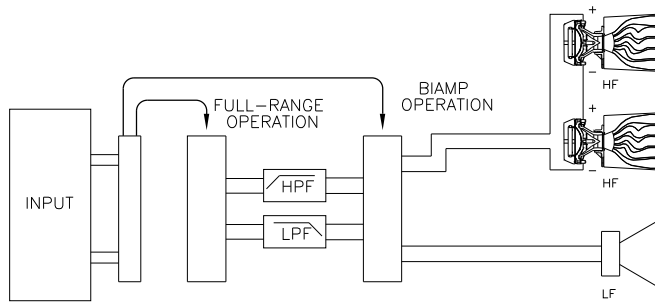 +
BIAMP
OPERATION
FULL-RANGE
OPERATION
−
HF
+
HPF
INPUT
−
HF
LPF
LF